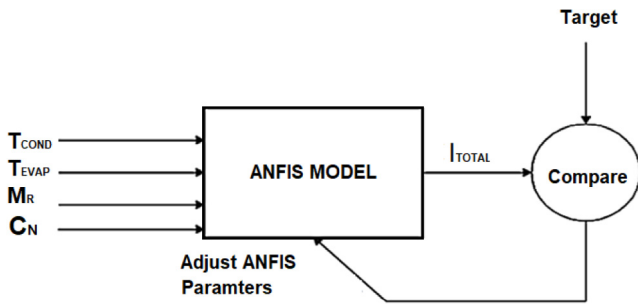 Target
TCOND
TEVAP
MR
CN
ANFIS MODEL
ITOTAL
Compare
Adjust ANFIS
Paramters